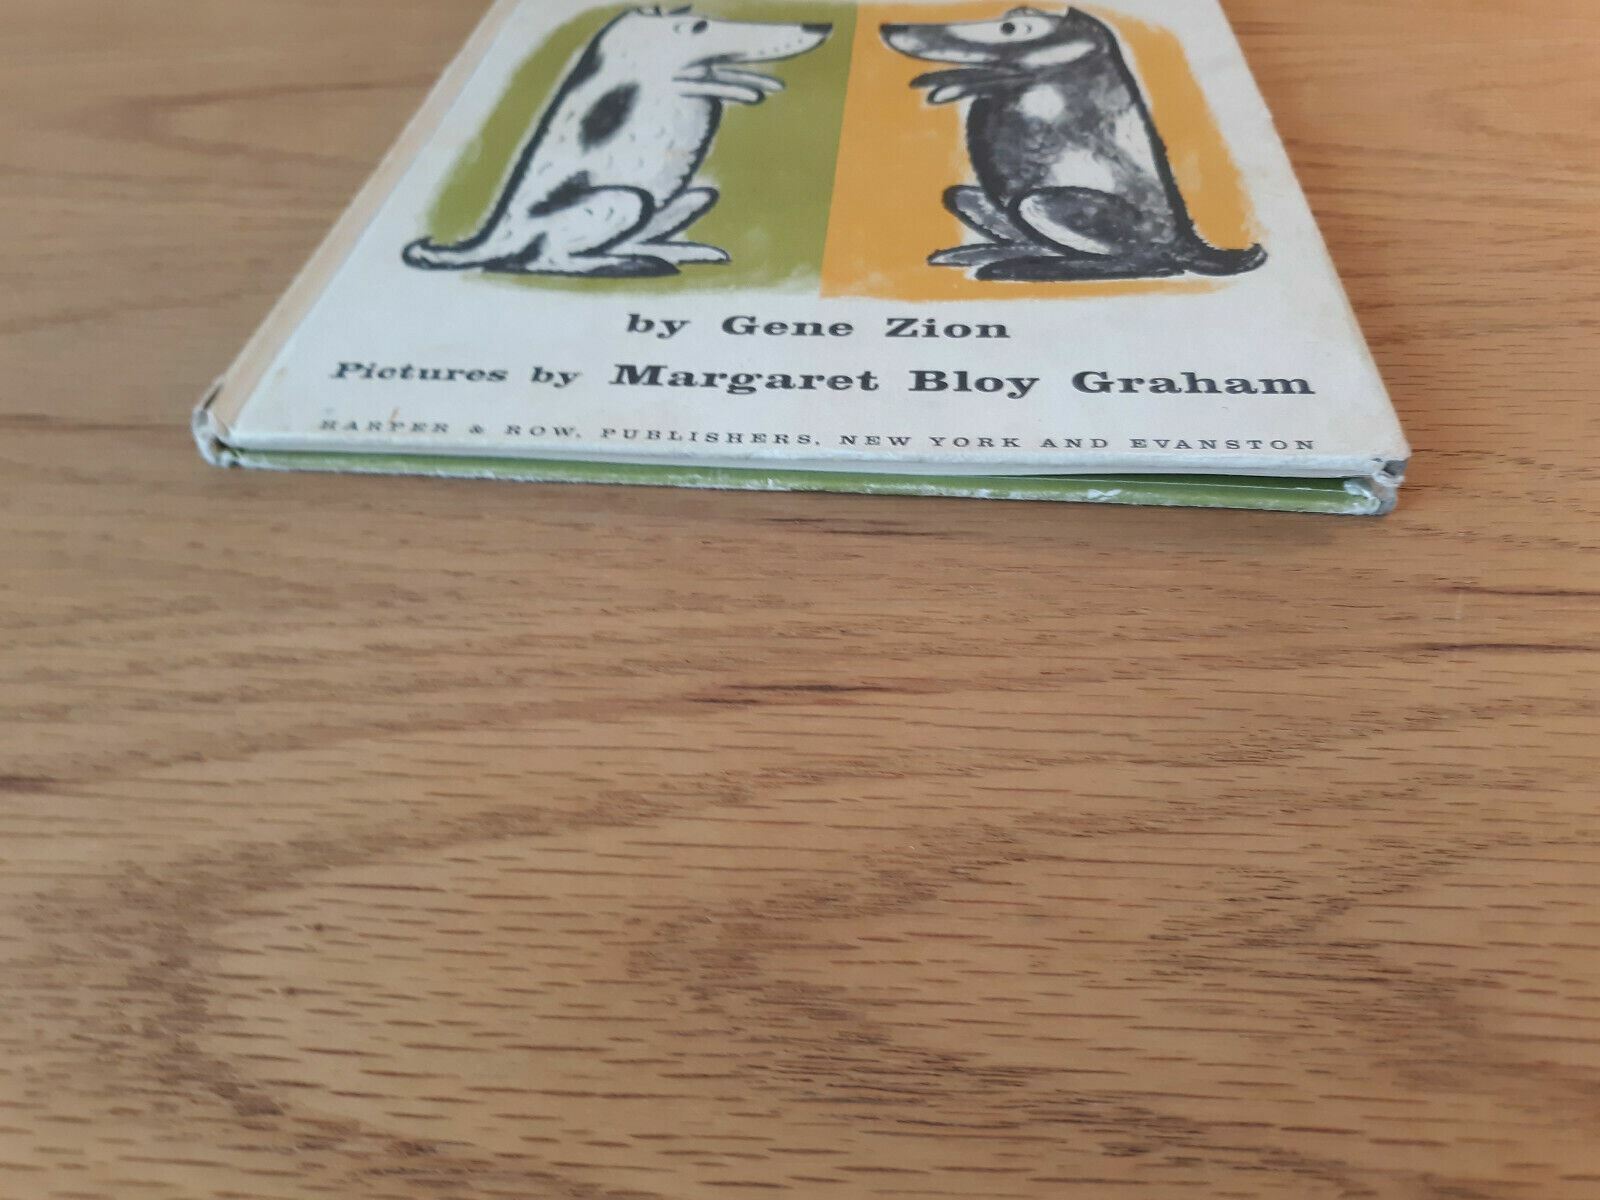 by Gene Zion
Pictures by Margaret Bloy Graham
HARPER & ROW, PUBLISHERS, NEW YORK AND EVANSTON